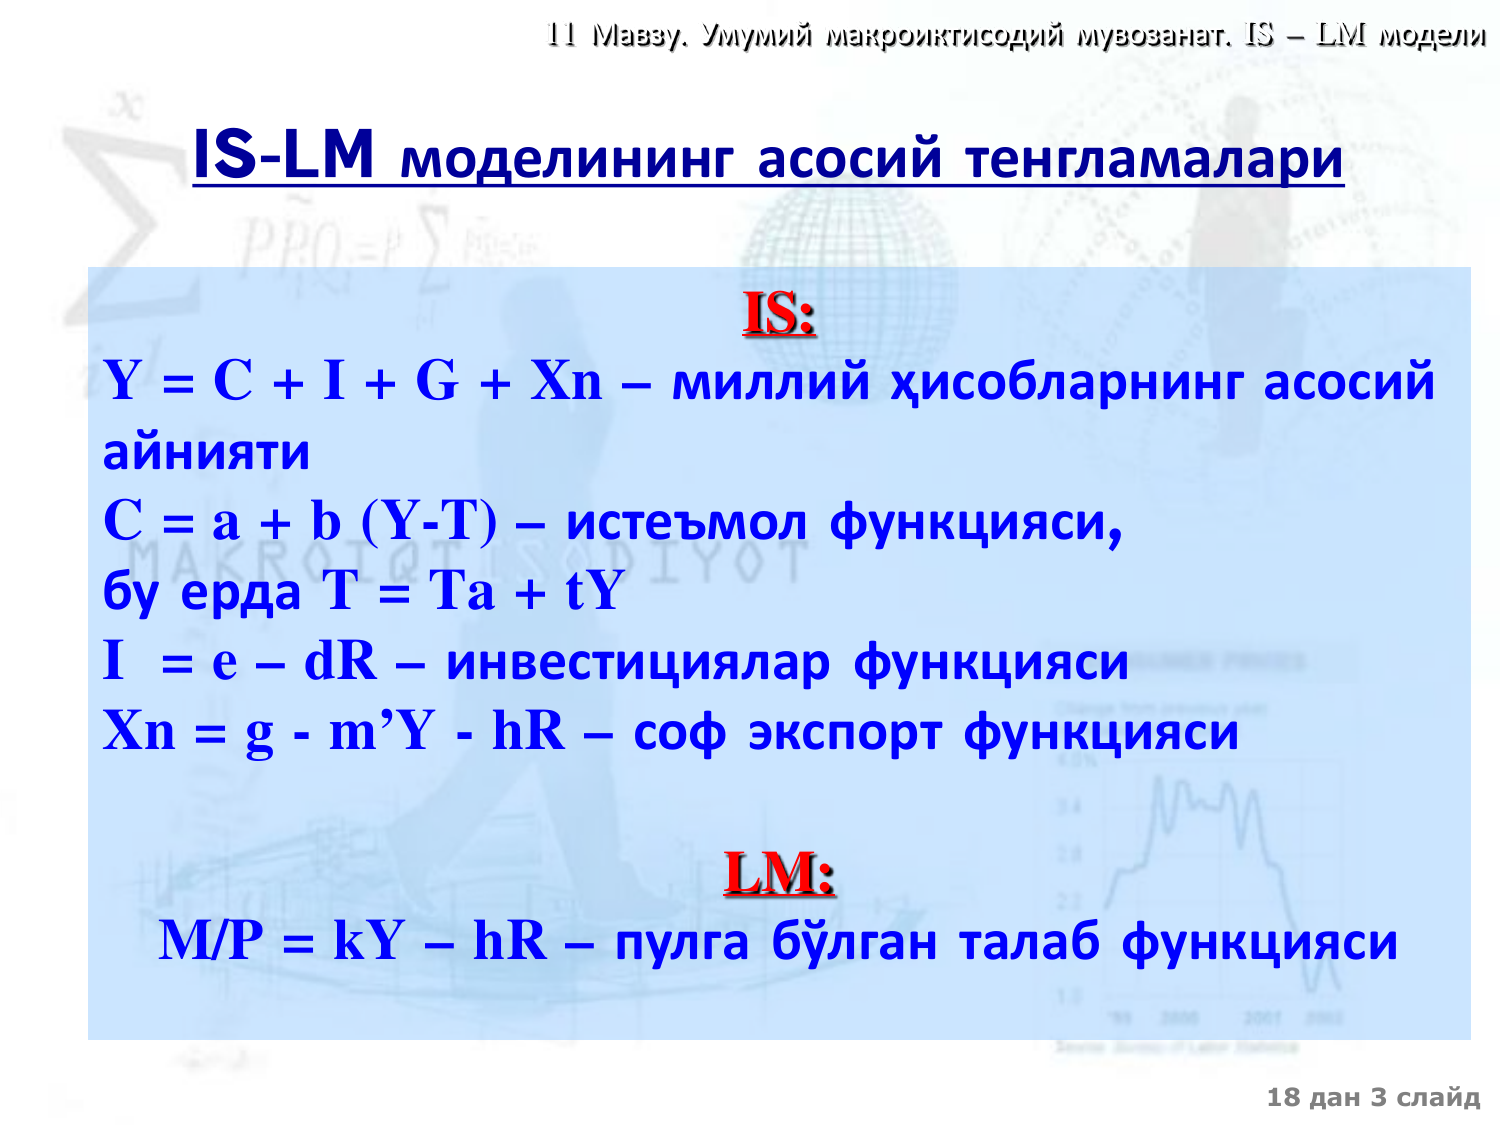 11 Мавзу. Умумий макроиктисодий мувозанат. IS – LM модели
IS-LM моделининг асосий тенгламалари
IS:
Y = C + I + G + Xn – миллий ҳисобларнинг асосий
айнияти
C = a + b (Y-T) – истеъмол функцияси,
бу ерда T = Ta + tY
I = e – dR – инвестициялар функцияси
Xn = g - m’Y - hR – соф экспорт функцияси
LM:
M/P = kY – hR – пулга бўлган талаб функцияси
MAKROIQTISODIYOT
18 дан 3 слайд